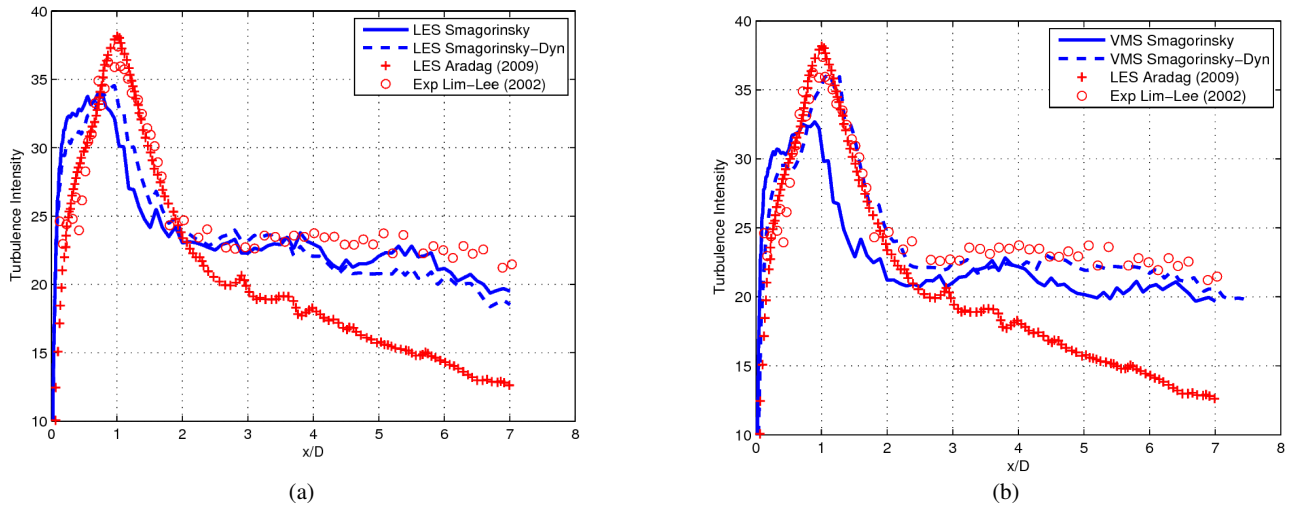 40
35
30
25
20
15
10
0 1 2 3 4 5 6 7 8
Turbulence Intensity
x/D
LES Smagorinsky
LES Smagorinsky-Dyn
LES Aradag (2009)
Exp Lim-Lee (2002)
(a)
40
35
30
25
20
15
10
0 1 2 3 4 5 6 7 8
Turbulence Intensity
x/D
VMS Smagorinsky
VMS Smagorinsky-Dyn
LES Aradag (2009)
Exp Lim-Lee (2002)
(b)